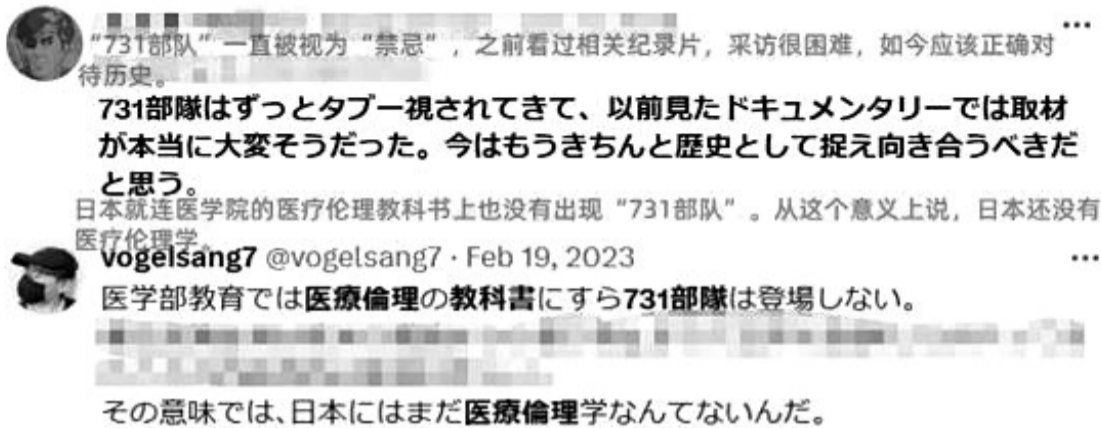 “731部队”一直被视为“禁忌”，之前看过相关纪录片，采访很困难，如今应该正确对
待历史。
731部隊はずっとタブー視されてきて、以前見たドキュメンタリーでは取材
が本当に大変そうだった。今はもうきちんと歴史として捉え向き合うべきだ
と思う。
日本就连医学院的医疗伦理教科书上也没有出现“731部队”。从这个意义上说，日本还没有
医疗伦理学。
vogelsang7 @vogelsang7 · Feb 19, 2023
医学部教育では医療倫理の教科書にすら731部隊は登場しない。
その意味では、日本にはまだ医療倫理学なんてないんだ。